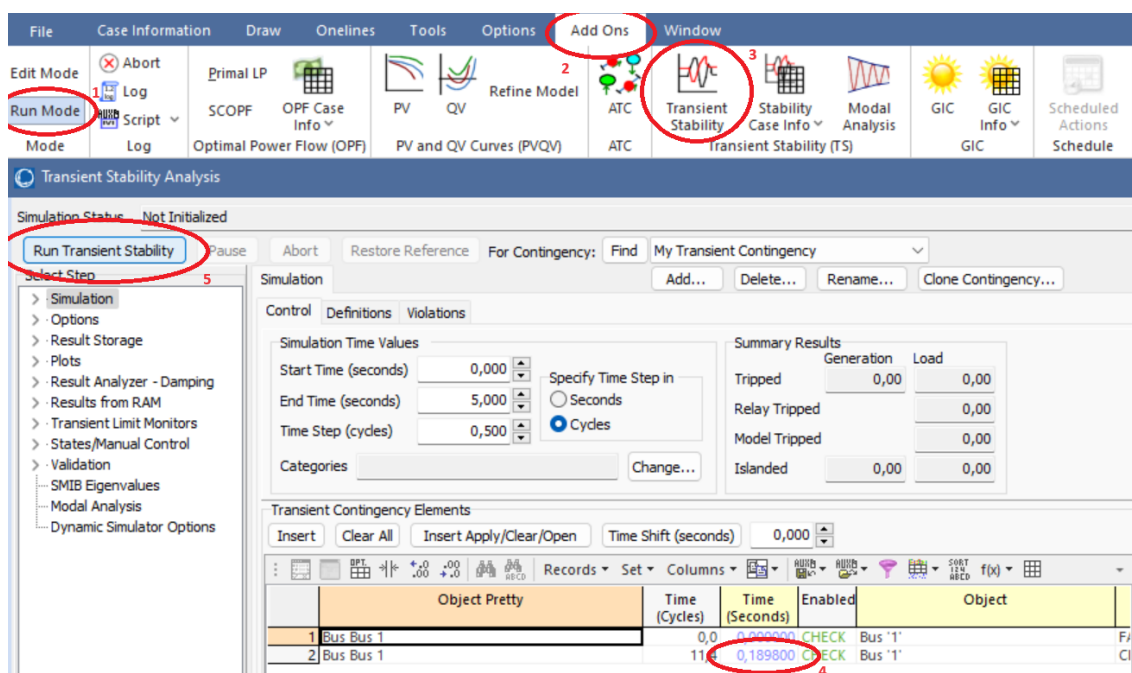 File Case Information Draw Onelines Tools Options Add Ons Window
Edit Mode Abort Primal LP
1 Log 2 3
Run Mode Script SCOPF OPF Case Info PV QV Refine Model ATC Transient Stability Stability Case Info Modal Analysis GIC GIC Info Scheduled Actions
Mode Log Optimal Power Flow (OPF) PV and QV Curves (PVQV) ATC Transient Stability (TS) GIC Schedule
Transient Stability Analysis
Simulation Status Not Initialized
Run Transient Stability Pause Abort Restore Reference For Contingency: Find My Transient Contingency
5
Select Step Simulation Add... Delete... Rename... Clone Contingency...
Simulation
Options
Result Storage
Plots
Result Analyzer - Damping
Results from RAM
Transient Limit Monitors
States/Manual Control
Validation
SMIB Eigenvalues
Modal Analysis
Dynamic Simulator Options
Control Definitions Violations
Simulation Time Values
Start Time (seconds) 0,000
End Time (seconds) 5,000
Time Step (cycles) 0,500
Specify Time Step in
Seconds
Cycles
Categories Change...
Summary Results
Generation Load
Tripped 0,00 0,00
Relay Tripped 0,00
Model Tripped 0,00
Islanded 0,00 0,00
Transient Contingency Elements
Insert Clear All Insert Apply/Clear/Open Time Shift (seconds) 0,000
Records Set Columns f(x)
Object Pretty Time (Cycles) Time (Seconds) Enabled Object
1 Bus Bus 1 0,0 0,000000 CHECK Bus '1'
2 Bus Bus 1 11,4 0,189800 CHECK Bus '1'
4